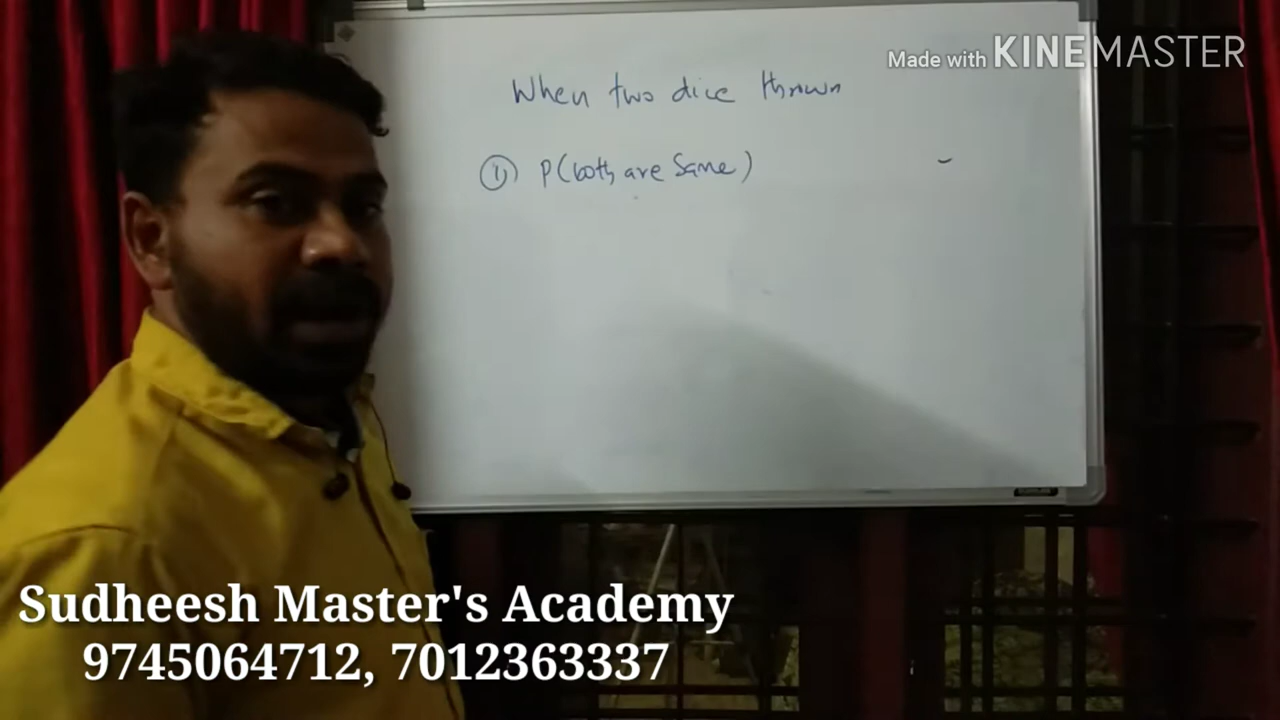 Made with KINEMASTER
When two dice thrown
① P(both are same)
Sudheesh Master's Academy
9745064712, 7012363337